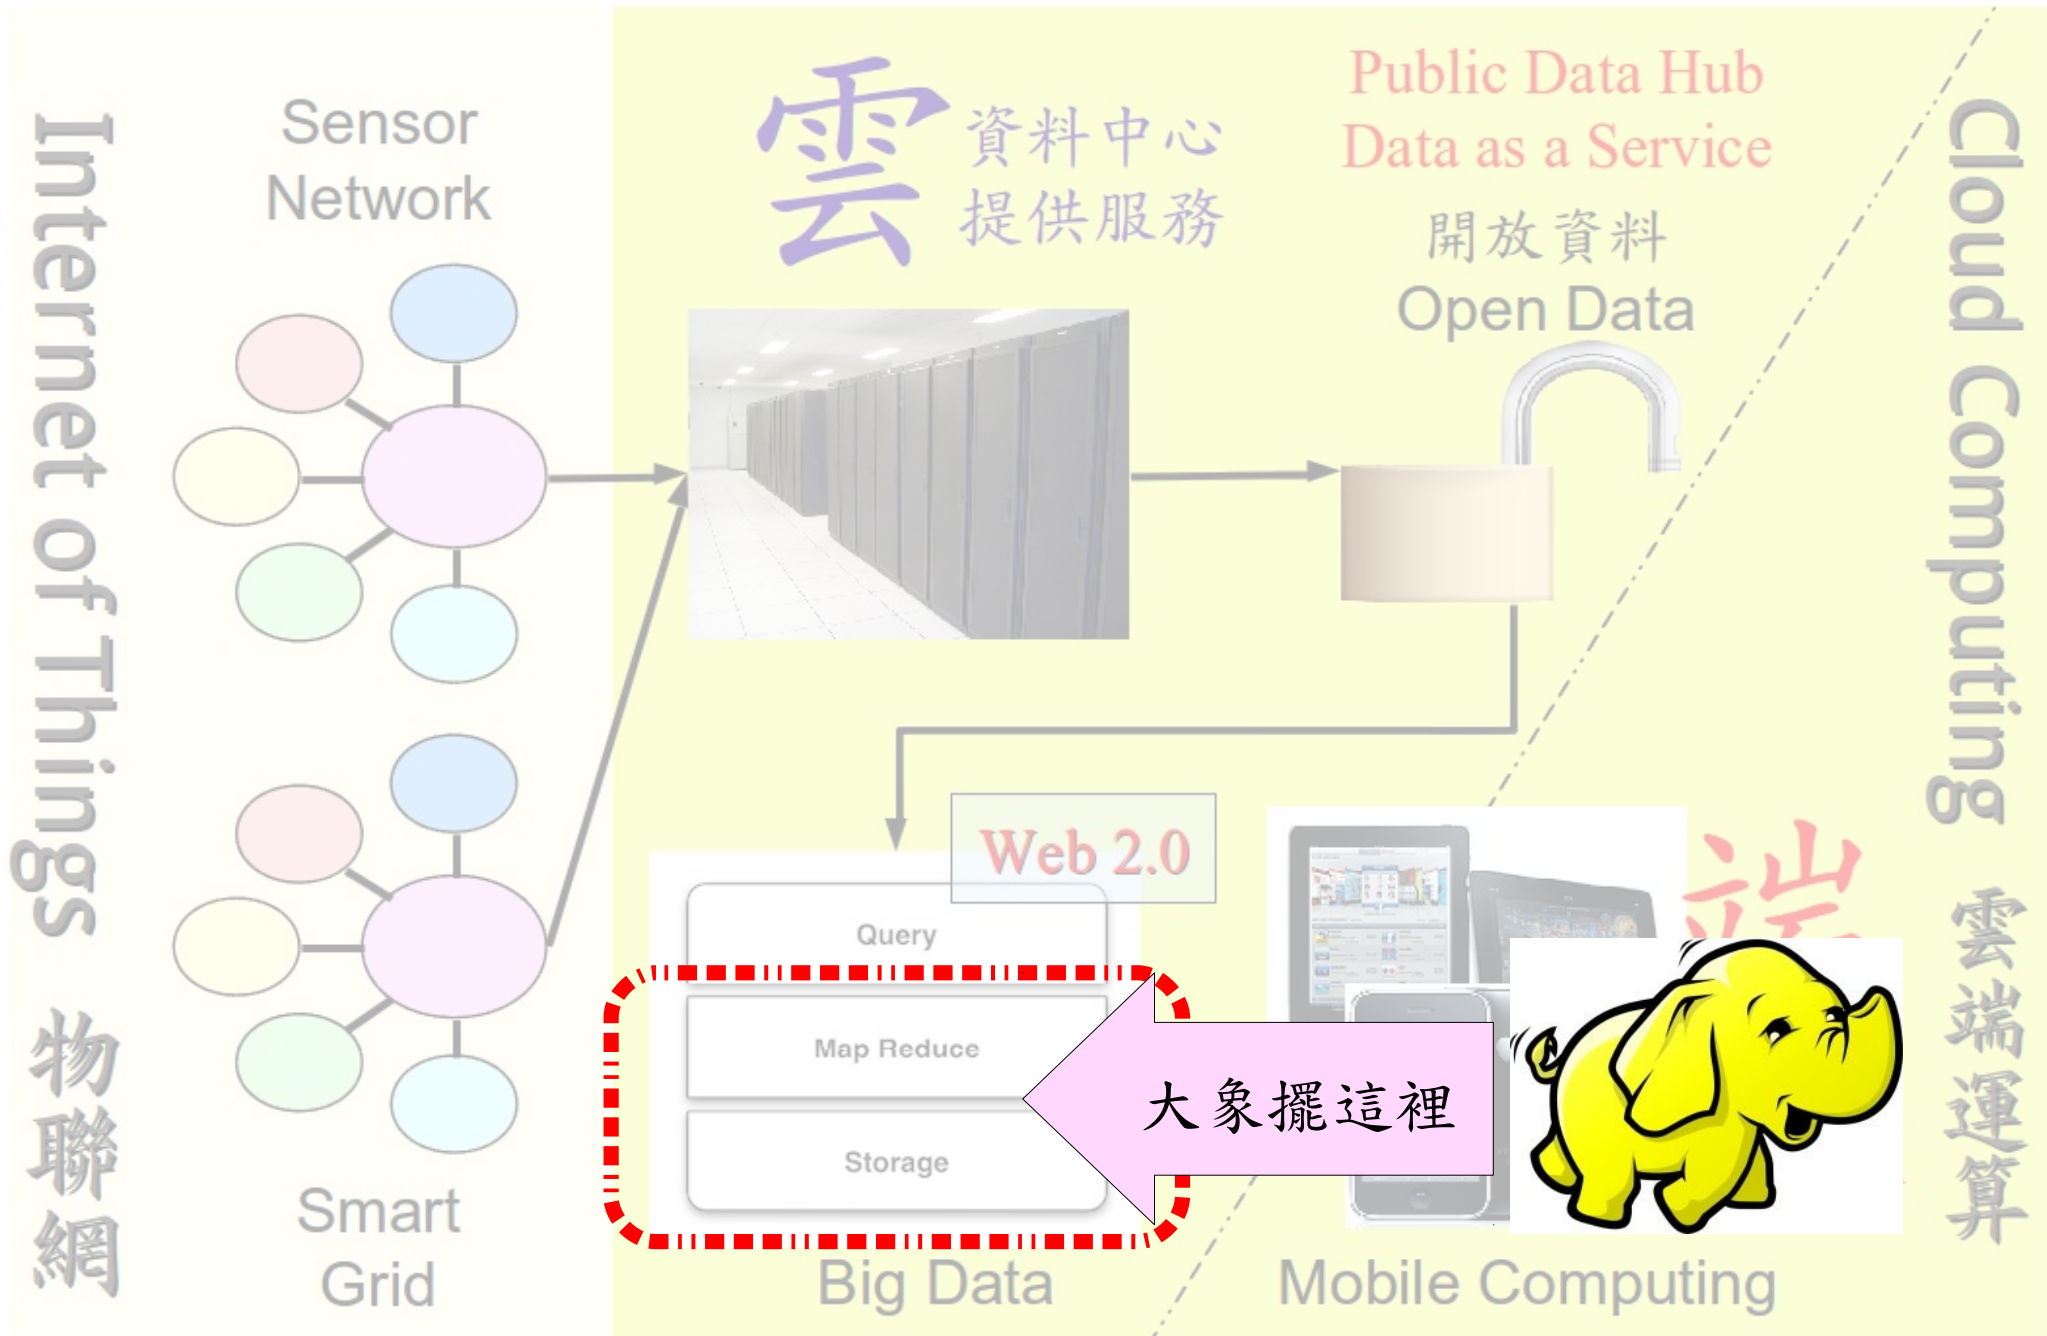 Internet of Things 物聯網
Sensor
Network
Smart
Grid
雲
資料中心
提供服務
Public Data Hub
Data as a Service
開放資料
Open Data
Web 2.0
Query
Map Reduce
Storage
Big Data
端
大象擺這裡
Mobile Computing
Cloud Computing 雲端運算